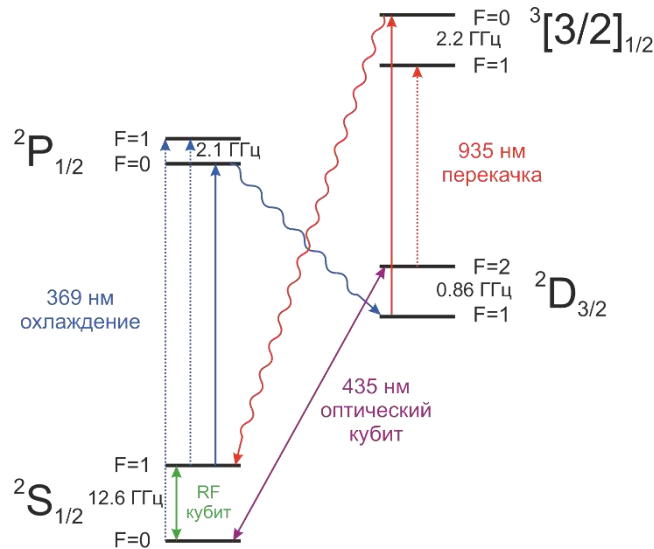 F=0
³[3/2]₁/₂
2.2 ГГц
F=1
²P₁/₂
F=1
2.1 ГГц
F=0
935 нм
перекачка
369 нм
охлаждение
F=2
0.86 ГГц
²D₃/₂
F=1
435 нм
оптический
кубит
²S₁/₂
F=1
12.6 ГГц
RF
кубит
F=0